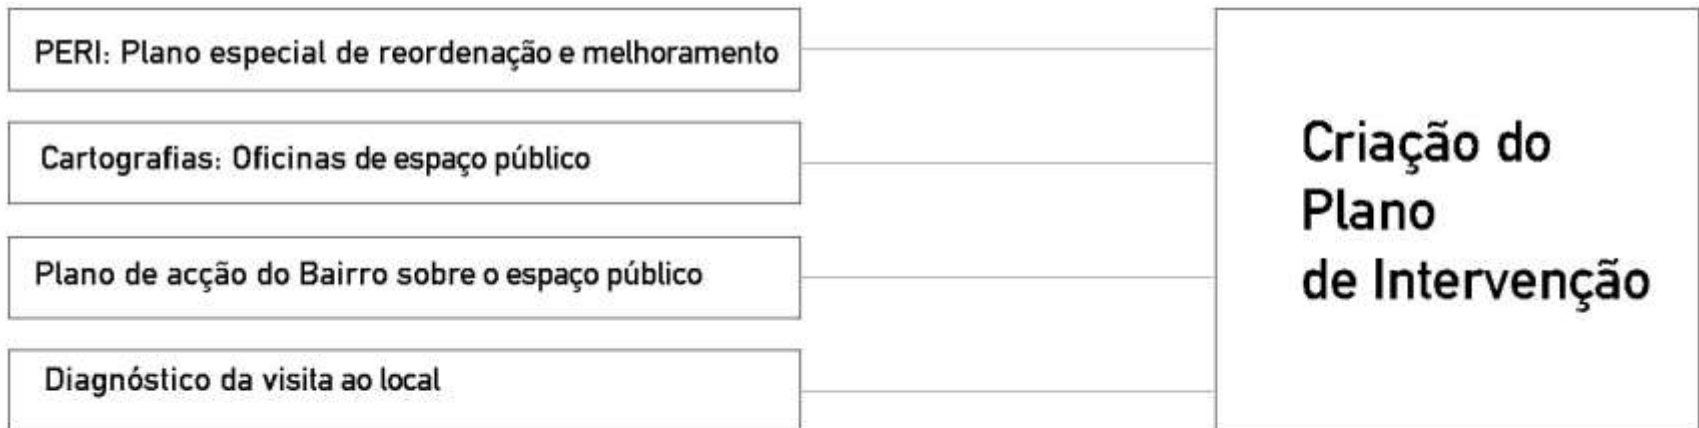 PERI: Plano especial de reordenação e melhoramento
Cartografias: Oficinas de espaço público
Plano de acção do Bairro sobre o espaço público
Diagnóstico da visita ao local
Criação do
Plano
de Intervenção